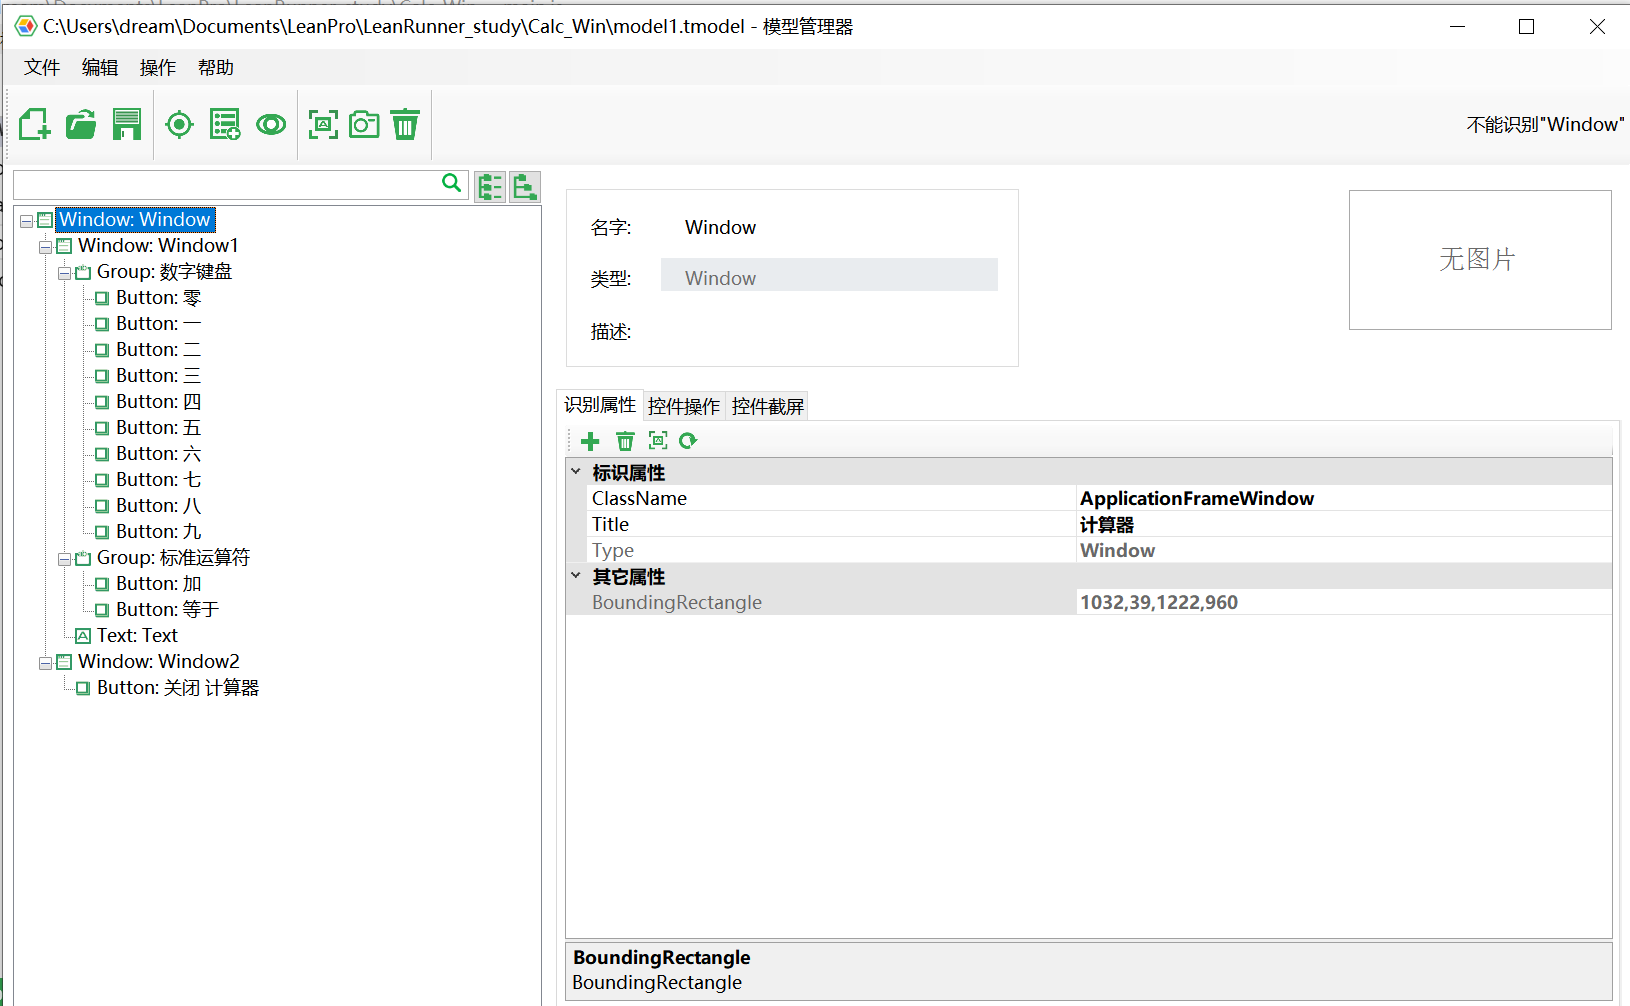 C:\Users\dream\Documents\LeanPro\LeanRunner_study\Calc_Win\model1.tmodel - 模型管理器
文件 编辑 操作 帮助
不能识别"Window"
Window: Window
Window: Window1
Group: 数字键盘
Button: 零
Button: 一
Button: 二
Button: 三
Button: 四
Button: 五
Button: 六
Button: 七
Button: 八
Button: 九
Group: 标准运算符
Button: 加
Button: 等于
Text: Text
Window: Window2
Button: 关闭 计算器
名字: Window
类型: Window
描述:
无图片
识别属性 控件操作 控件截屏
标识属性
ClassName ApplicationFrameWindow
Title 计算器
Type Window
其它属性
BoundingRectangle 1032,39,1222,960
BoundingRectangle
BoundingRectangle